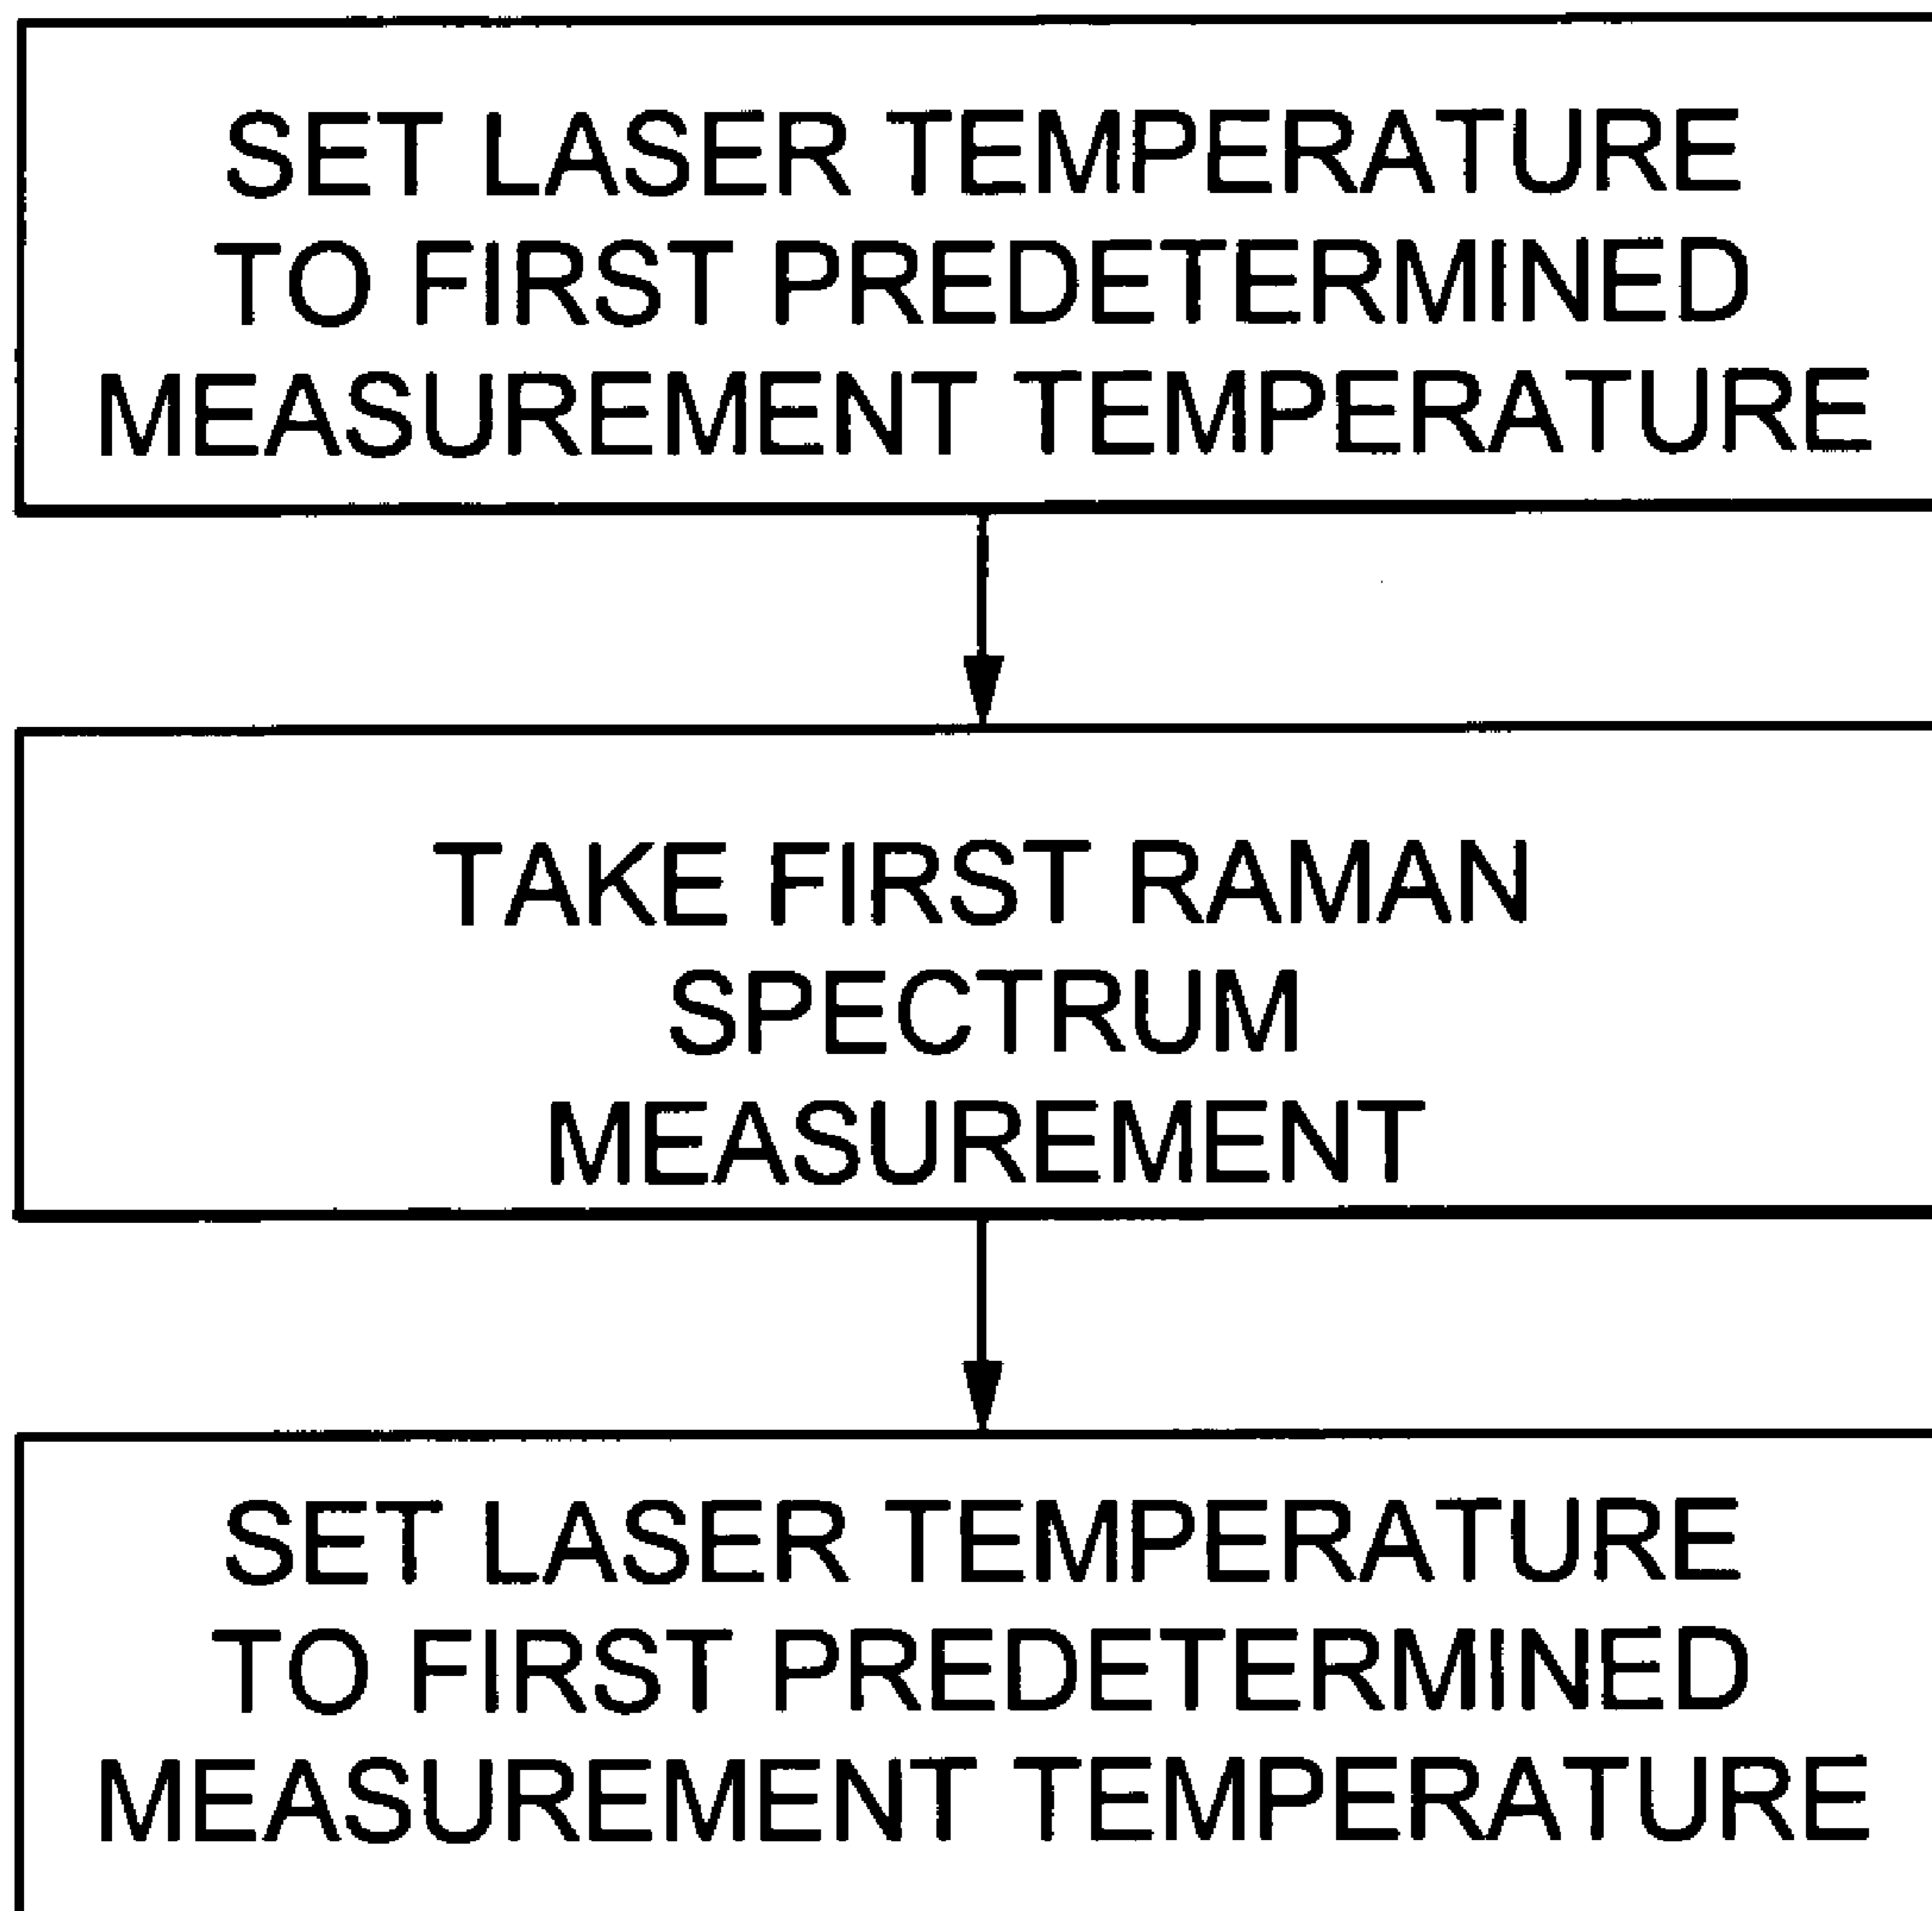 SET LASER TEMPERATURE
TO FIRST PREDETERMINED
MEASUREMENT TEMPERATURE
TAKE FIRST RAMAN
SPECTRUM
MEASUREMENT
SET LASER TEMPERATURE
TO FIRST PREDETERMINED
MEASUREMENT TEMPERATURE